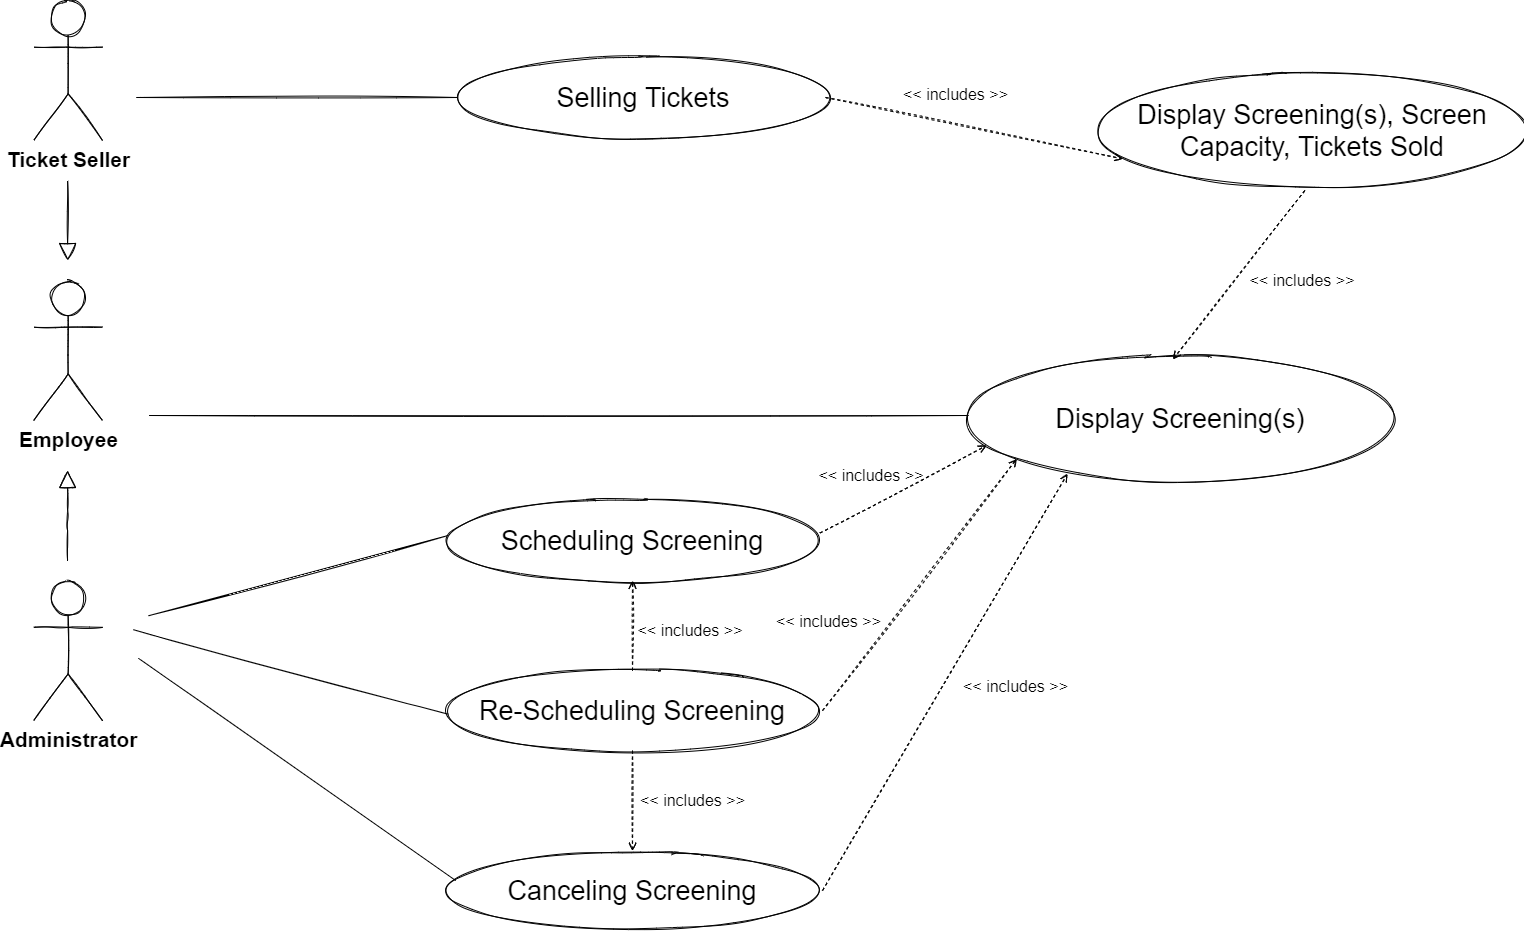 Selling Tickets
<< includes >>
Display Screening(s), Screen
Capacity, Tickets Sold
Ticket Seller
<< includes >>
Display Screening(s)
Employee
<< includes >>
Scheduling Screening
<< includes >>
<< includes >>
<< includes >>
Re-Scheduling Screening
Administrator
<< includes >>
Canceling Screening